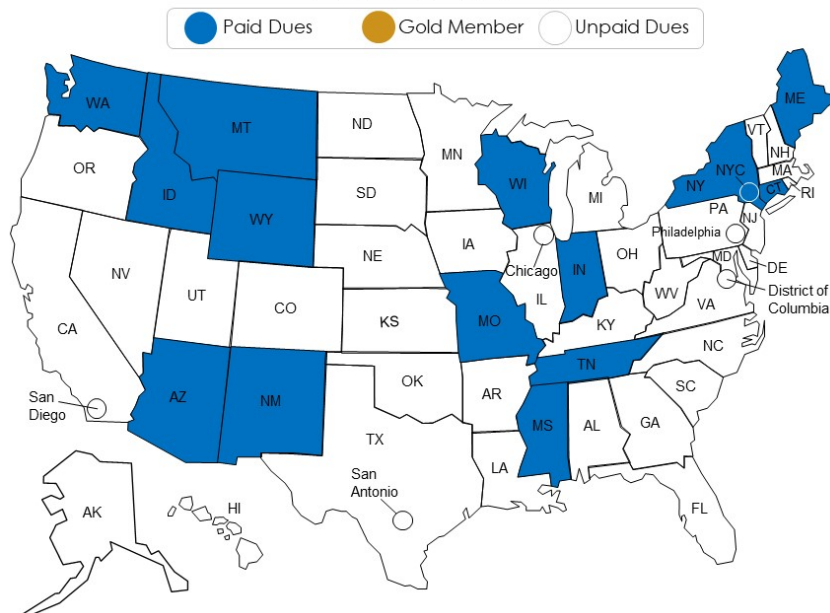 Paid Dues
Gold Member
Unpaid Dues
WA
MT
ND
MN
ME
VT
NH
OR
ID
SD
WI
MI
NY
NYC
MA
CT
RI
WY
IA
PA
NJ
Philadelphia
NE
Chicago
IL
IN
OH
MD
DE
NV
UT
CO
WV
VA
District of
Columbia
CA
KS
MO
KY
NC
AZ
NM
OK
AR
TN
SC
San
Diego
TX
LA
MS
AL
GA
San
Antonio
FL
AK
HI